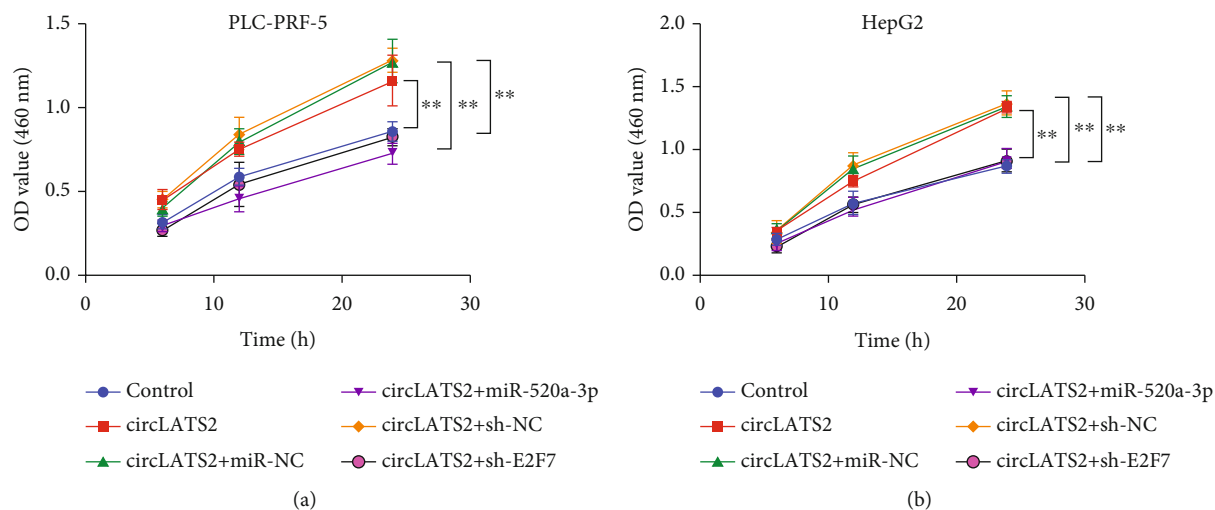 PLC-PRF-5
1.5
1.0
0.5
0.0
OD value (460 nm)
0 10 20 30
Time (h)
** ** **
Control
circLATS2
circLATS2+miR-NC
circLATS2+miR-520a-3p
circLATS2+sh-NC
circLATS2+sh-E2F7
(a)
HepG2
2.0
1.5
1.0
0.5
0.0
OD value (460 nm)
0 10 20 30
Time (h)
** ** **
Control
circLATS2
circLATS2+miR-NC
circLATS2+miR-520a-3p
circLATS2+sh-NC
circLATS2+sh-E2F7
(b)